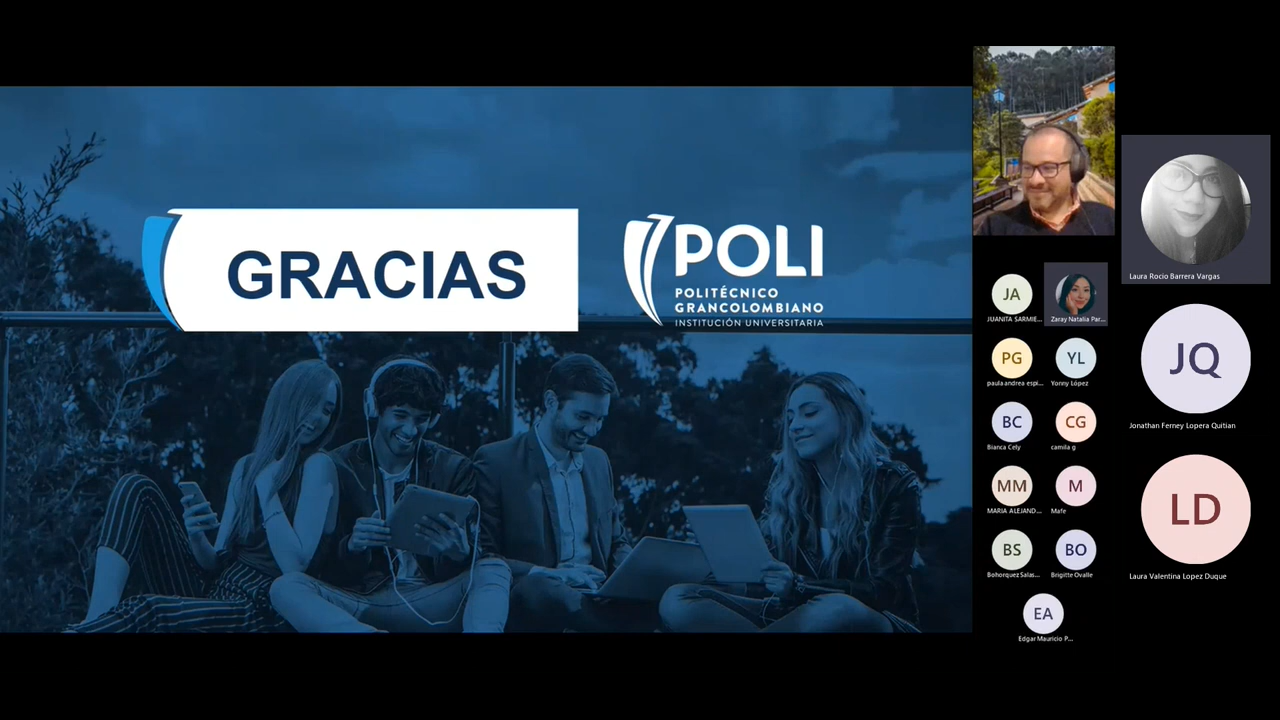 GRACIAS
POLI
POLITÉCNICO
GRANCOLOMBIANO
INSTITUCIÓN UNIVERSITARIA
JA
JUANITA SARMIE...
Zaray Natalia Par...
PG
paula andrea espi...
YL
Yonny López
BC
Bianca Cely
CG
camila g
MM
MARIA ALEJAND...
M
Mafe
BS
Bohorquez Salas...
BO
Brigitte Ovalle
EA
Edgar Mauricio P...
Laura Rocio Barrera Vargas
JQ
Jonathan Ferney Lopera Quitian
LD
Laura Valentina Lopez Duque